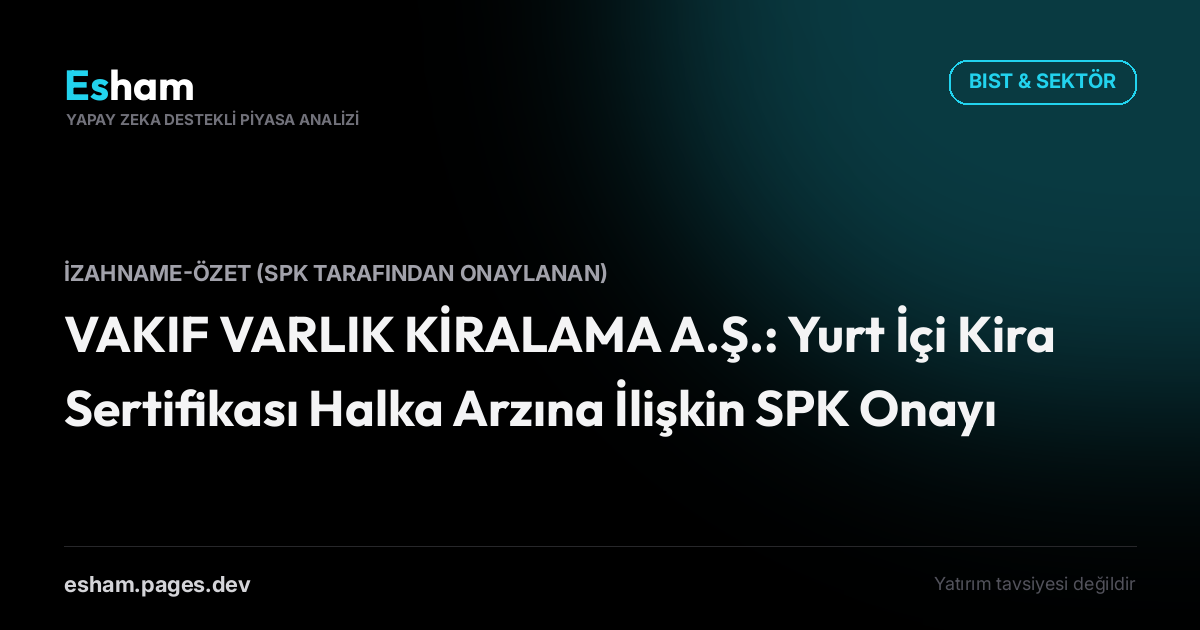 Esham
YAPAY ZEKA DESTEKLİ PİYASA ANALİZİ
BIST & SEKTÖR
İZAHNAME-ÖZET (SPK TARAFINDAN ONAYLANAN)
VAKIF VARLIK KİRALAMA A.Ş.: Yurt İçi Kira
Sertifikası Halka Arzına İlişkin SPK Onayı
esham.pages.dev
Yatırım tavsiyesi değildir